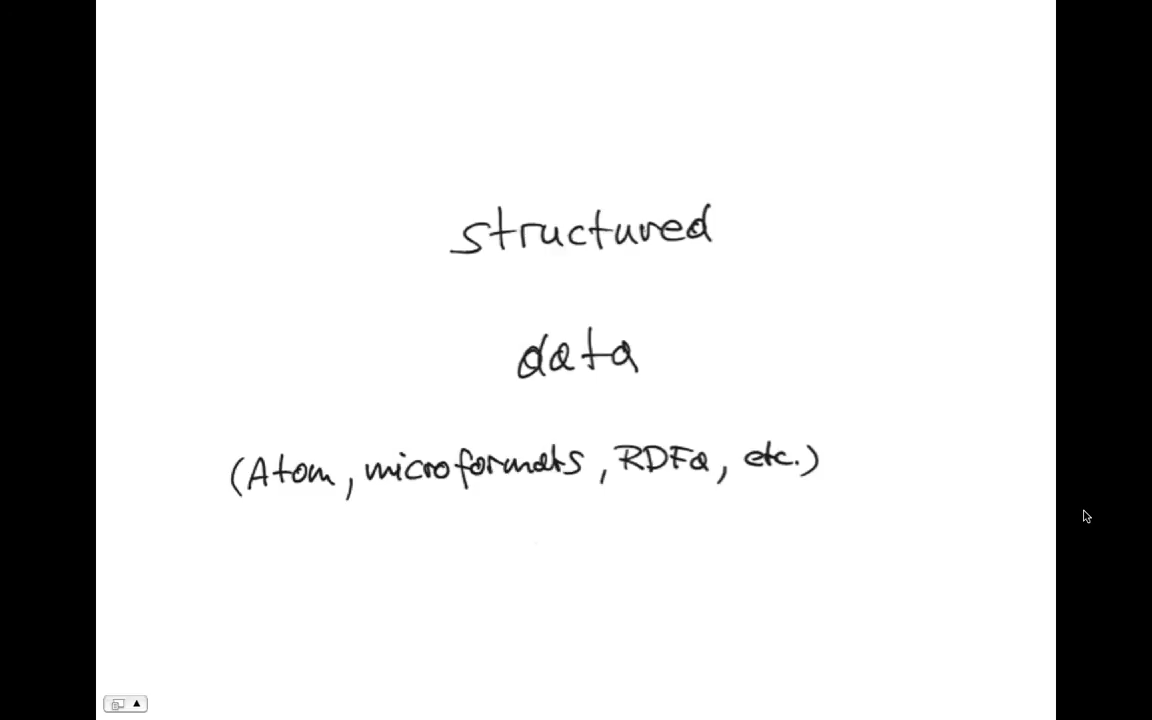 structured
data
(Atom, microformats, RDFa, etc.)